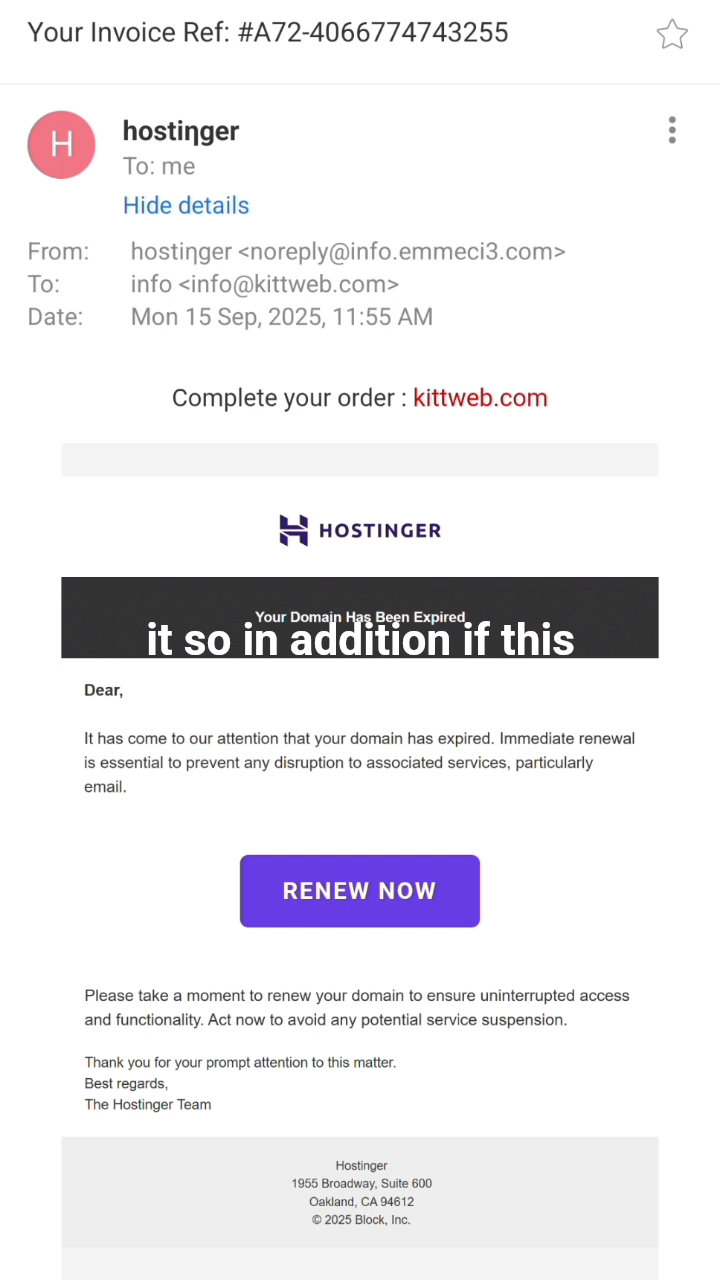 Your Invoice Ref: #A72-4066774743255
H
hostiƞger
To: me
Hide details
From: hostiƞger <noreply@info.emmeci3.com>
To: info <info@kittweb.com>
Date: Mon 15 Sep, 2025, 11:55 AM
Complete your order : kittweb.com
HOSTINGER
Your Domain Has Been Expired
it so in addition if this
Dear,
It has come to our attention that your domain has expired. Immediate renewal
is essential to prevent any disruption to associated services, particularly
email.
RENEW NOW
Please take a moment to renew your domain to ensure uninterrupted access
and functionality. Act now to avoid any potential service suspension.
Thank you for your prompt attention to this matter.
Best regards,
The Hostinger Team
Hostinger
1955 Broadway, Suite 600
Oakland, CA 94612
© 2025 Block, Inc.